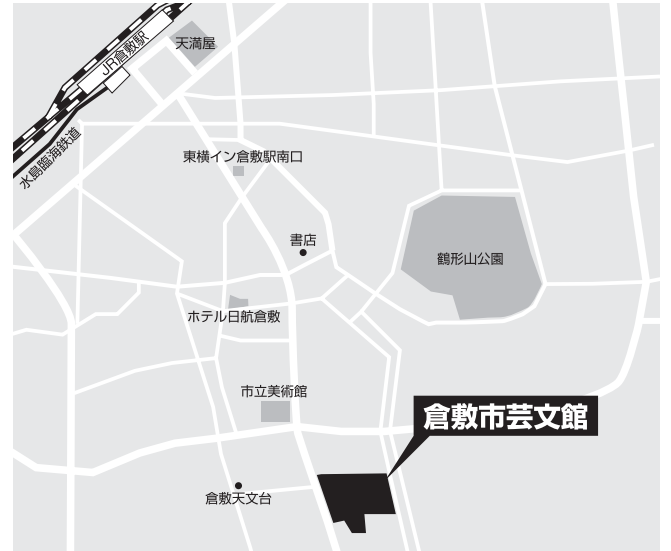 天満屋
JR倉敷駅
水島臨海鉄道
東横イン倉敷駅南口
書店
鶴形山公園
ホテル日航倉敷
市立美術館
倉敷市芸文館
倉敷天文台